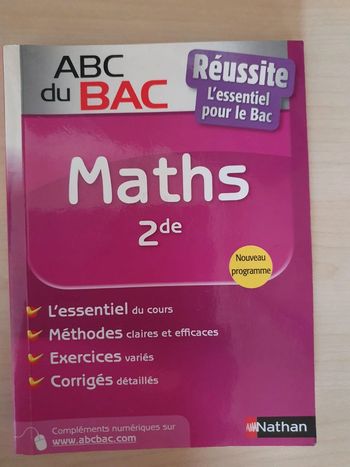 ABC
du BAC
Réussite
L'essentiel
pour le Bac
Maths
2de
Nouveau
programme
L'essentiel du cours
Méthodes claires et efficaces
Exercices variés
Corrigés détaillés
Compléments numériques sur
www.abcbac.com
Nathan